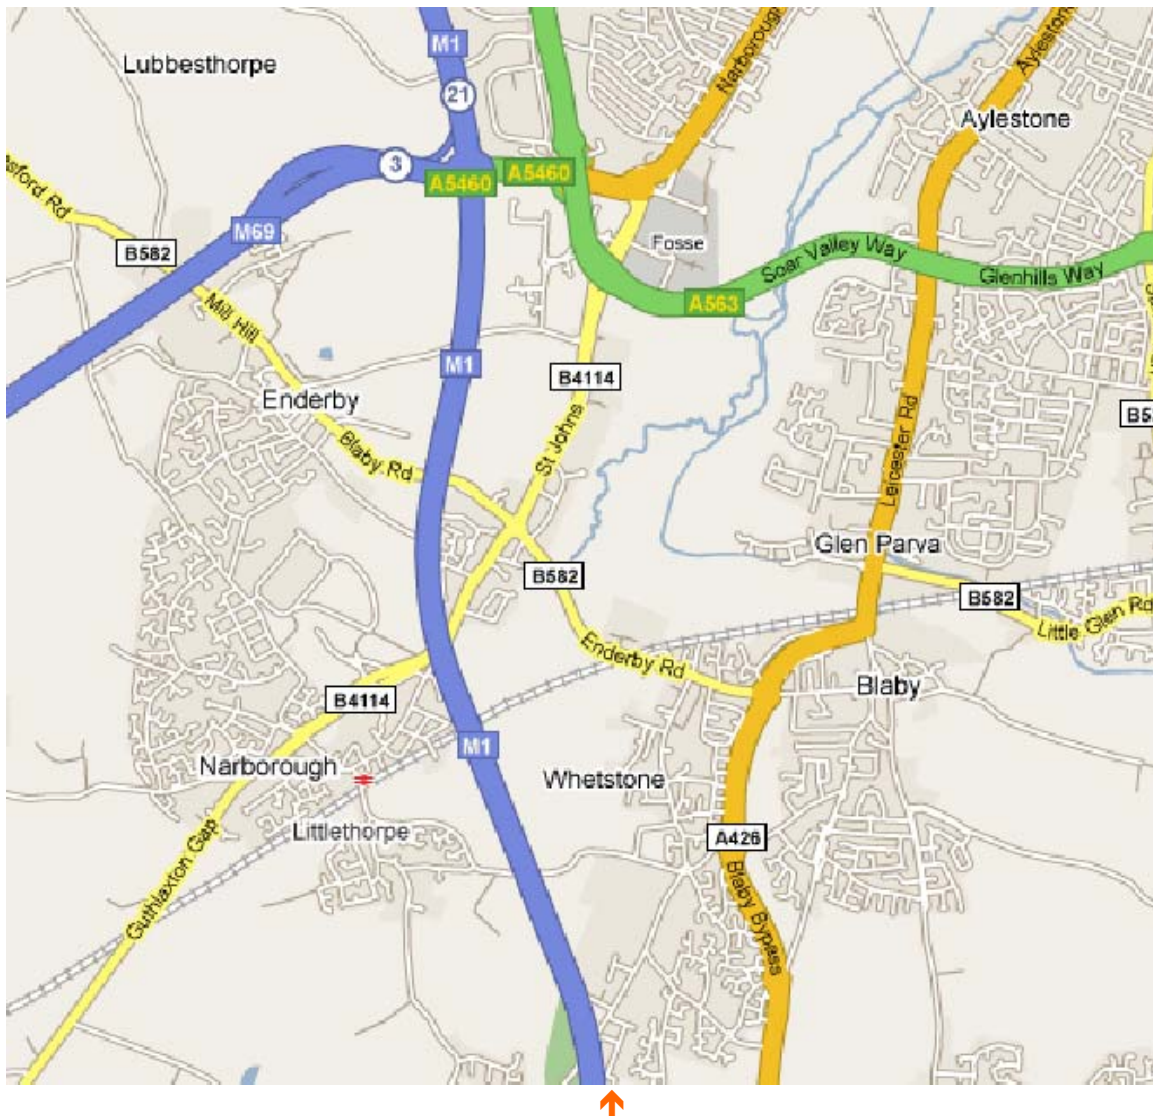 M1
Lubbesthorpe
Narborough
Aylestone
21
Aylestone
3
A5460
A5460
sford Rd
M69
B582
Fosse
Soar Valley Way
Glenhills Way
A563
Mill Hill
M1
B4114
Enderby
B5
Blaby Rd
St Johns
Leicester Rd
Glen Parva
B582
B582
Little Glen Rd
Enderby Rd
Blaby
B4114
M1
Narborough
Whetstone
Littlethorpe
A426
Guthlaxton Gap
Blaby Bypass